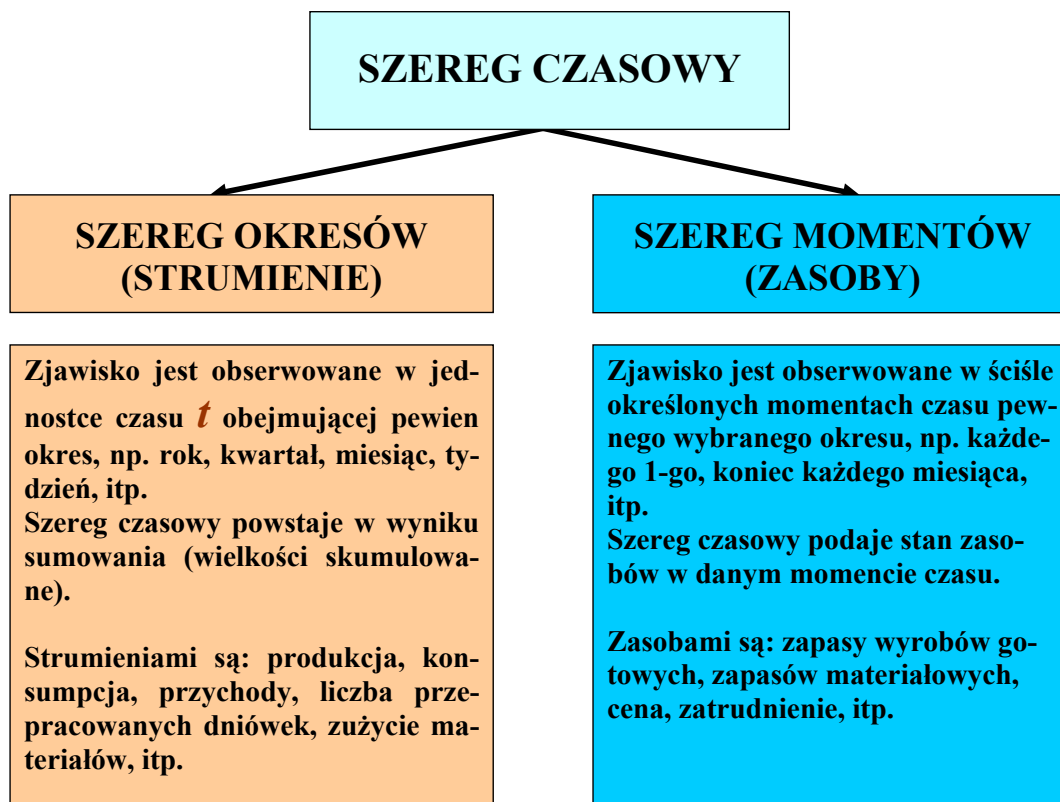 SZEREG CZASOWY
SZEREG OKRESÓW
(STRUMIENIE)
Zjawisko jest obserwowane w jed-
nostce czasu t obejmującej pewien
okres, np. rok, kwartał, miesiąc, ty-
dzień, itp.
Szereg czasowy powstaje w wyniku
sumowania (wielkości skumulowa-
ne).
Strumieniami są: produkcja, kon-
sumpcja, przychody, liczba prze-
pracowanych dniówek, zużycie ma-
teriałów, itp.
SZEREG MOMENTÓW
(ZASOBY)
Zjawisko jest obserwowane w ściśle
określonych momentach czasu pew-
nego wybranego okresu, np. każde-
go 1-go, koniec każdego miesiąca,
itp.
Szereg czasowy podaje stan zaso-
bów w danym momencie czasu.
Zasobami są: zapasy wyrobów go-
towych, zapasów materiałowych,
cena, zatrudnienie, itp.